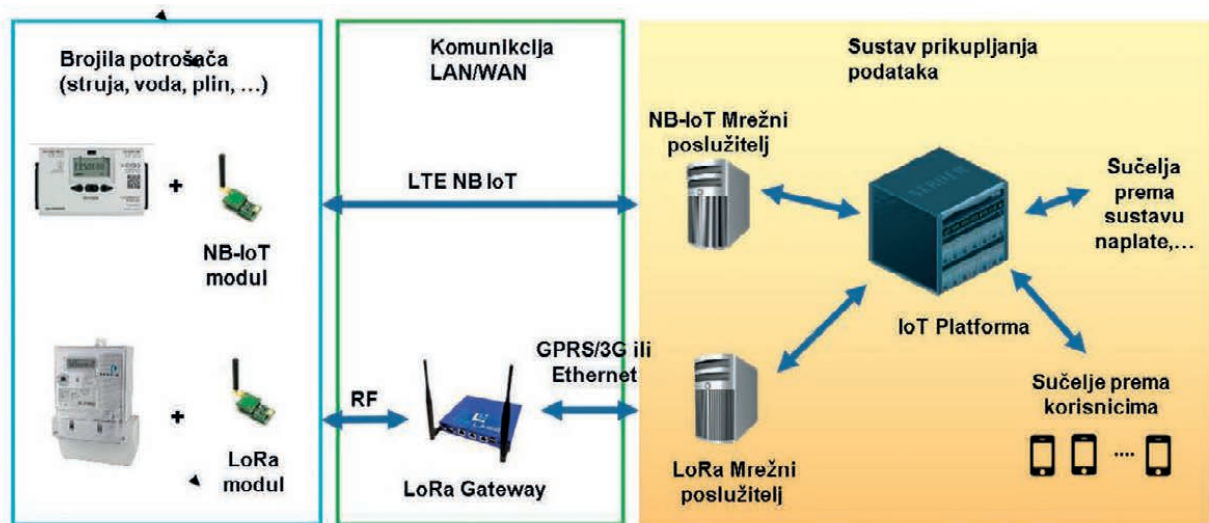 Brojila potrošača
(struja, voda, plin, ...)
NB-IoT
modul
LoRa
modul
Komunikcija
LAN/WAN
LTE NB IoT
RF
GPRS/3G ili
Ethernet
LoRa Gateway
Sustav prikupljanja
podataka
NB-IoT Mrežni
poslužitelj
SERVER
IoT Platforma
Sučelja
prema
sustavu
naplate,...
LoRa Mrežni
poslužitelj
Sučelje prema
korisnicima